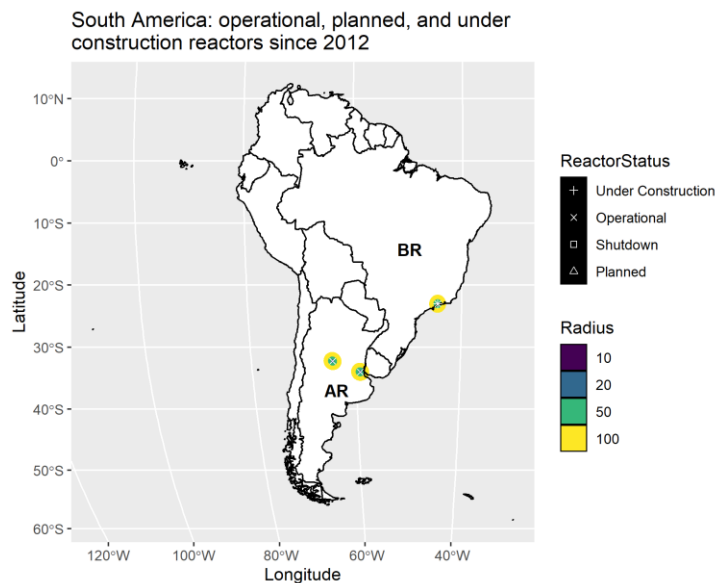 South America: operational, planned, and under
construction reactors since 2012
10°N
0°
10°S
20°S
30°S
40°S
50°S
60°S
Latitude
BR
AR
120°W 100°W 80°W 60°W 40°W
Longitude
ReactorStatus
Under Construction
Operational
Shutdown
Planned
Radius
10
20
50
100